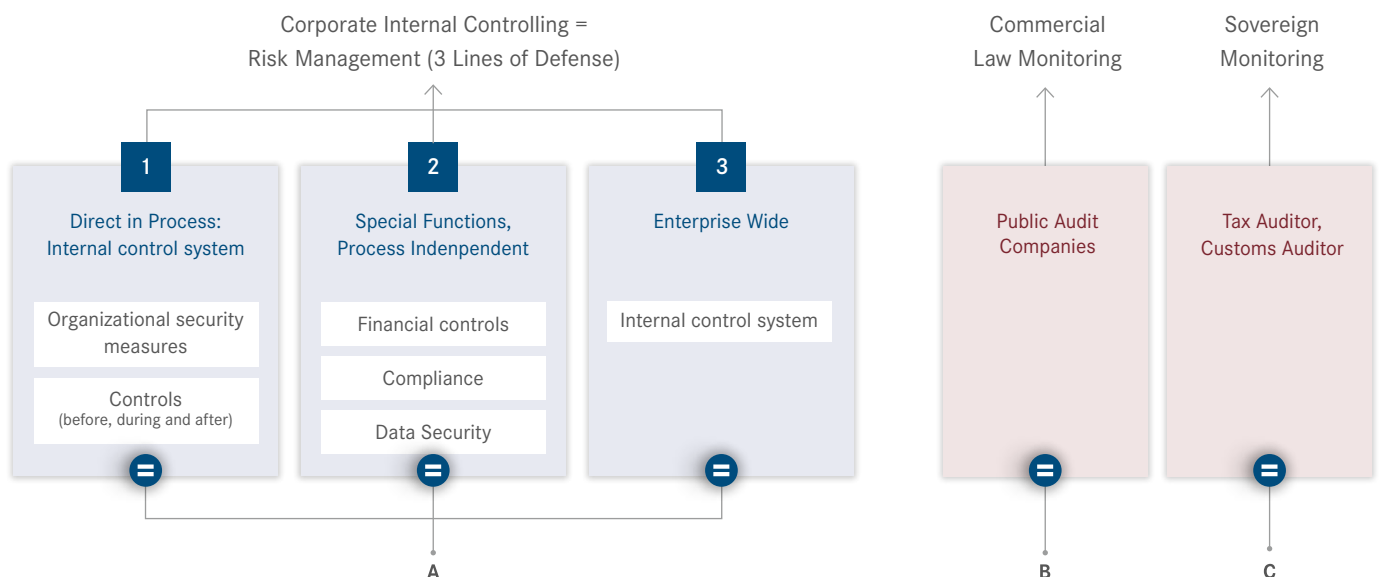 Corporate Internal Controlling =
Risk Management (3 Lines of Defense)
Commercial
Law Monitoring
Sovereign
Monitoring
1
Direct in Process:
Internal control system
Organizational security
measures
Controls
(before, during and after)
=
2
Special Functions,
Process Indenpendent
Financial controls
Compliance
Data Security
=
3
Enterprise Wide
Internal control system
=
Public Audit
Companies
=
Tax Auditor,
Customs Auditor
=
A
B
C